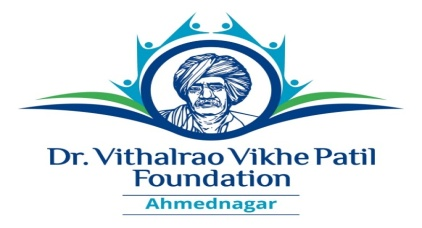 Dr. Vithalrao Vikhe Patil
Foundation
Ahmednagar